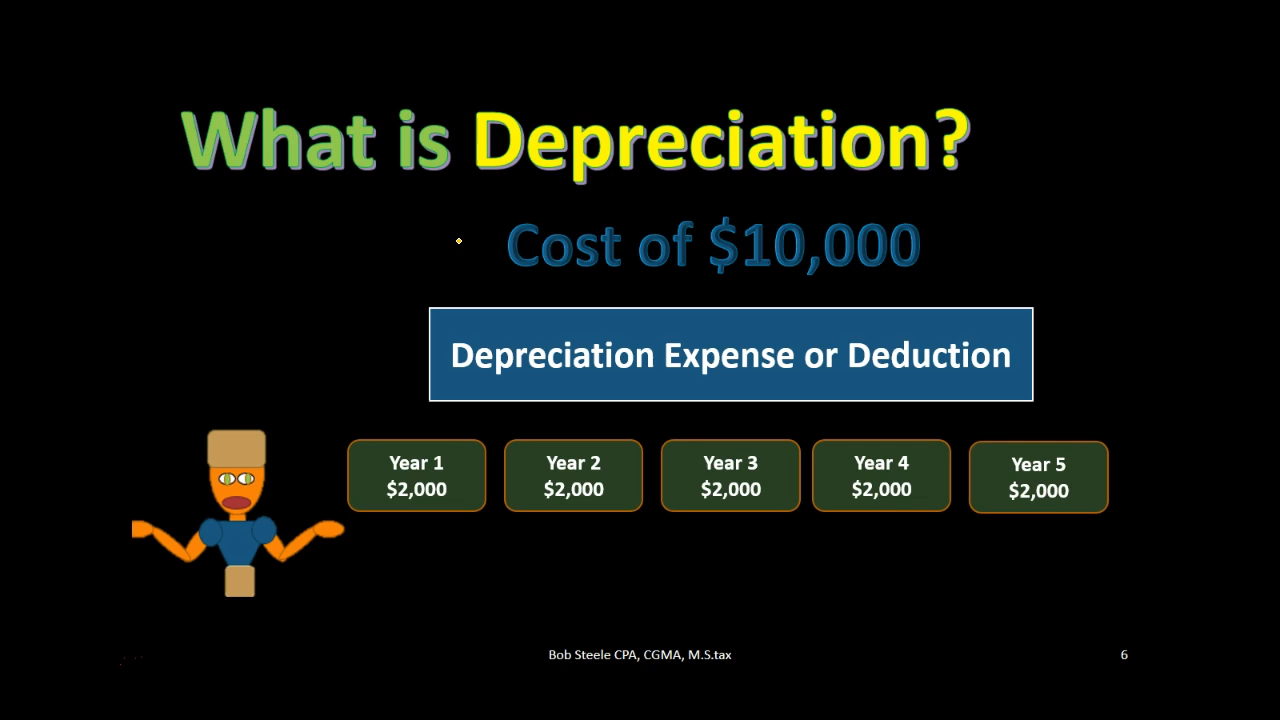 What is Depreciation?
Cost of $10,000
Depreciation Expense or Deduction
Year 1
$2,000
Year 2
$2,000
Year 3
$2,000
Year 4
$2,000
Year 5
$2,000
Bob Steele CPA, CGMA, M.S.tax
6